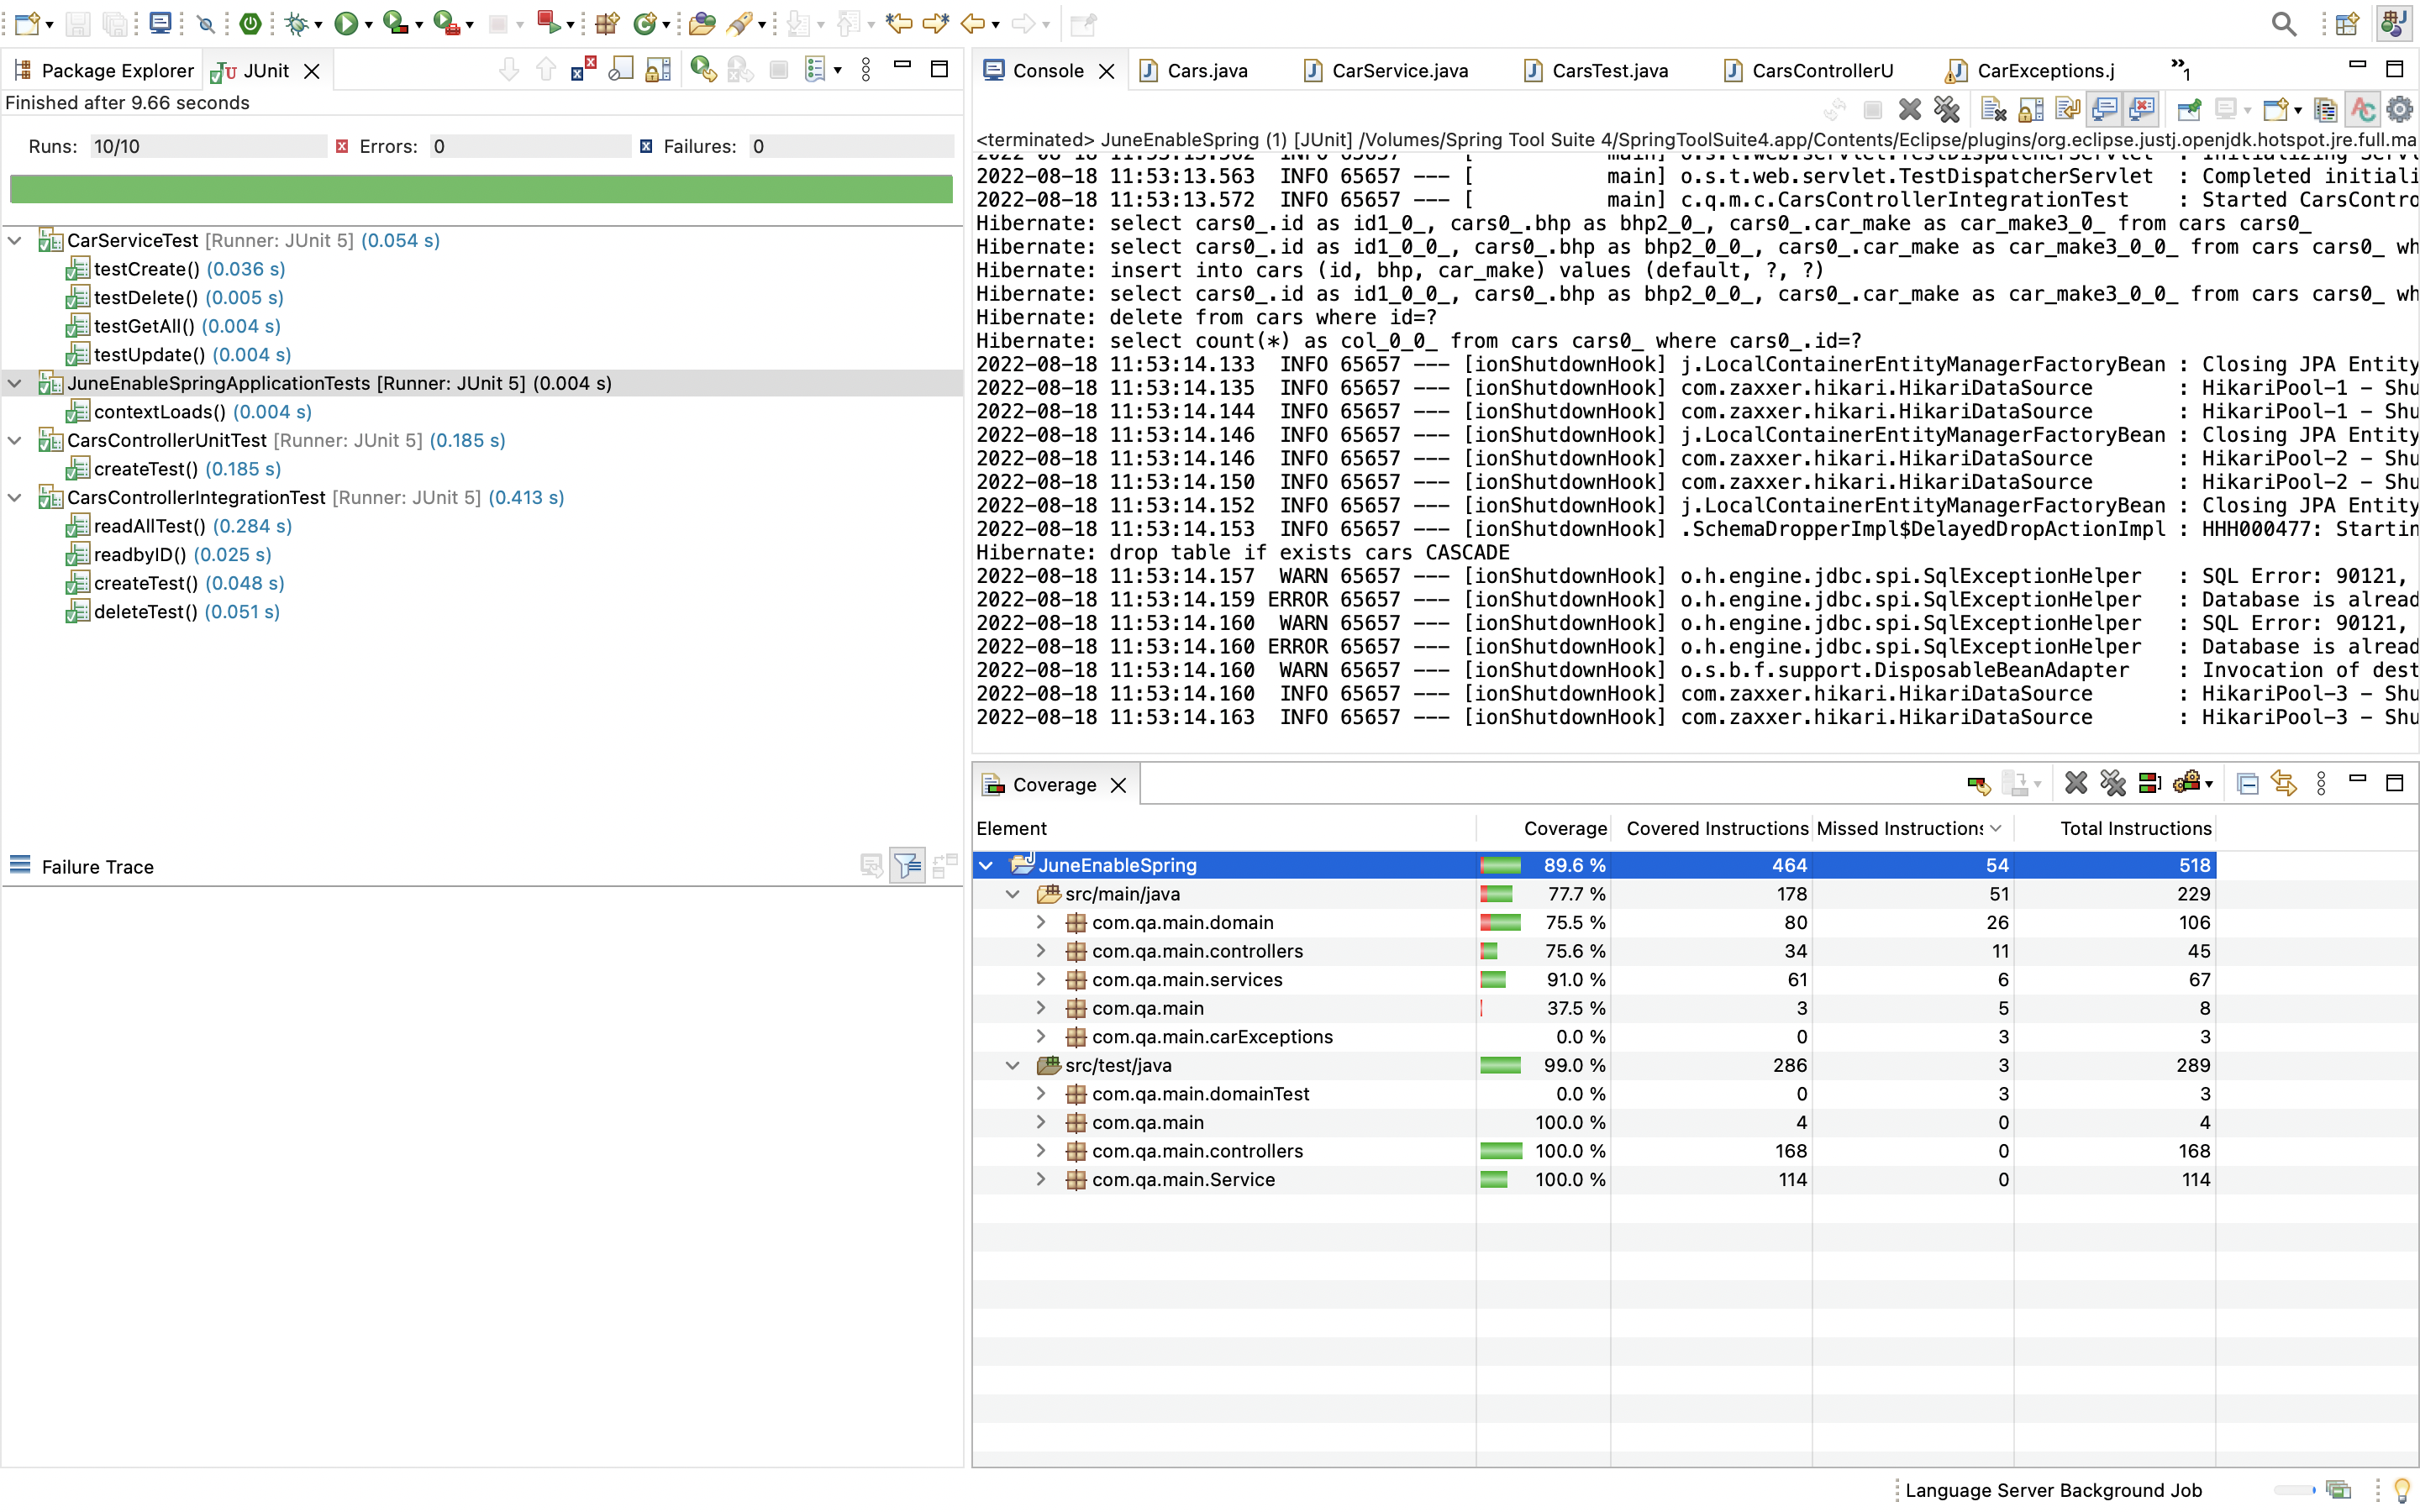 Package Explorer JUnit
Finished after 9.66 seconds
Runs: 10/10 Errors: 0 Failures: 0
CarServiceTest [Runner: JUnit 5] (0.054 s)
testCreate() (0.036 s)
testDelete() (0.005 s)
testGetAll() (0.004 s)
testUpdate() (0.004 s)
JuneEnableSpringApplicationTests [Runner: JUnit 5] (0.004 s)
contextLoads() (0.004 s)
CarsControllerUnitTest [Runner: JUnit 5] (0.185 s)
createTest() (0.185 s)
CarsControllerIntegrationTest [Runner: JUnit 5] (0.413 s)
readAllTest() (0.284 s)
readbyID() (0.025 s)
createTest() (0.048 s)
deleteTest() (0.051 s)
Failure Trace
Console Cars.java CarService.java CarsTest.java CarsControllerU CarExceptions.j »1
<terminated> JuneEnableSpring (1) [JUnit] /Volumes/Spring Tool Suite 4/SpringToolSuite4.app/Contents/Eclipse/plugins/org.eclipse.justj.openjdk.hotspot.jre.full.ma
2022-08-18 11:53:13.563  INFO 65657 --- [           main] o.s.t.web.servlet.TestDispatcherServlet  : Completed initiali
2022-08-18 11:53:13.572  INFO 65657 --- [           main] c.q.m.c.CarsControllerIntegrationTest    : Started CarsContro
Hibernate: select cars0_.id as id1_0_, cars0_.bhp as bhp2_0_, cars0_.car_make as car_make3_0_ from cars cars0_
Hibernate: select cars0_.id as id1_0_0_, cars0_.bhp as bhp2_0_0_, cars0_.car_make as car_make3_0_0_ from cars cars0_ wh
Hibernate: insert into cars (id, bhp, car_make) values (default, ?, ?)
Hibernate: select cars0_.id as id1_0_0_, cars0_.bhp as bhp2_0_0_, cars0_.car_make as car_make3_0_0_ from cars cars0_ wh
Hibernate: delete from cars where id=?
Hibernate: select count(*) as col_0_0_ from cars cars0_ where cars0_.id=?
2022-08-18 11:53:14.133  INFO 65657 --- [ionShutdownHook] j.LocalContainerEntityManagerFactoryBean : Closing JPA Entity
2022-08-18 11:53:14.135  INFO 65657 --- [ionShutdownHook] com.zaxxer.hikari.HikariDataSource       : HikariPool-1 - Shu
2022-08-18 11:53:14.144  INFO 65657 --- [ionShutdownHook] com.zaxxer.hikari.HikariDataSource       : HikariPool-1 - Shu
2022-08-18 11:53:14.146  INFO 65657 --- [ionShutdownHook] j.LocalContainerEntityManagerFactoryBean : Closing JPA Entity
2022-08-18 11:53:14.146  INFO 65657 --- [ionShutdownHook] com.zaxxer.hikari.HikariDataSource       : HikariPool-2 - Shu
2022-08-18 11:53:14.150  INFO 65657 --- [ionShutdownHook] com.zaxxer.hikari.HikariDataSource       : HikariPool-2 - Shu
2022-08-18 11:53:14.152  INFO 65657 --- [ionShutdownHook] j.LocalContainerEntityManagerFactoryBean : Closing JPA Entity
2022-08-18 11:53:14.153  INFO 65657 --- [ionShutdownHook] .SchemaDropperImpl$DelayedDropActionImpl : HHH000477: Startin
Hibernate: drop table if exists cars CASCADE
2022-08-18 11:53:14.157  WARN 65657 --- [ionShutdownHook] o.h.engine.jdbc.spi.SqlExceptionHelper   : SQL Error: 90121,
2022-08-18 11:53:14.159 ERROR 65657 --- [ionShutdownHook] o.h.engine.jdbc.spi.SqlExceptionHelper   : Database is alread
2022-08-18 11:53:14.160  WARN 65657 --- [ionShutdownHook] o.h.engine.jdbc.spi.SqlExceptionHelper   : SQL Error: 90121,
2022-08-18 11:53:14.160 ERROR 65657 --- [ionShutdownHook] o.h.engine.jdbc.spi.SqlExceptionHelper   : Database is alread
2022-08-18 11:53:14.160  WARN 65657 --- [ionShutdownHook] o.s.b.f.support.DisposableBeanAdapter    : Invocation of dest
2022-08-18 11:53:14.160  INFO 65657 --- [ionShutdownHook] com.zaxxer.hikari.HikariDataSource       : HikariPool-3 - Shu
2022-08-18 11:53:14.163  INFO 65657 --- [ionShutdownHook] com.zaxxer.hikari.HikariDataSource       : HikariPool-3 - Shu
Coverage
Element Coverage Covered Instructions Missed Instructions Total Instructions
JuneEnableSpring 89.6 % 464 54 518
src/main/java 77.7 % 178 51 229
com.qa.main.domain 75.5 % 80 26 106
com.qa.main.controllers 75.6 % 34 11 45
com.qa.main.services 91.0 % 61 6 67
com.qa.main 37.5 % 3 5 8
com.qa.main.carExceptions 0.0 % 0 3 3
src/test/java 99.0 % 286 3 289
com.qa.main.domainTest 0.0 % 0 3 3
com.qa.main 100.0 % 4 0 4
com.qa.main.controllers 100.0 % 168 0 168
com.qa.main.Service 100.0 % 114 0 114
Language Server Background Job